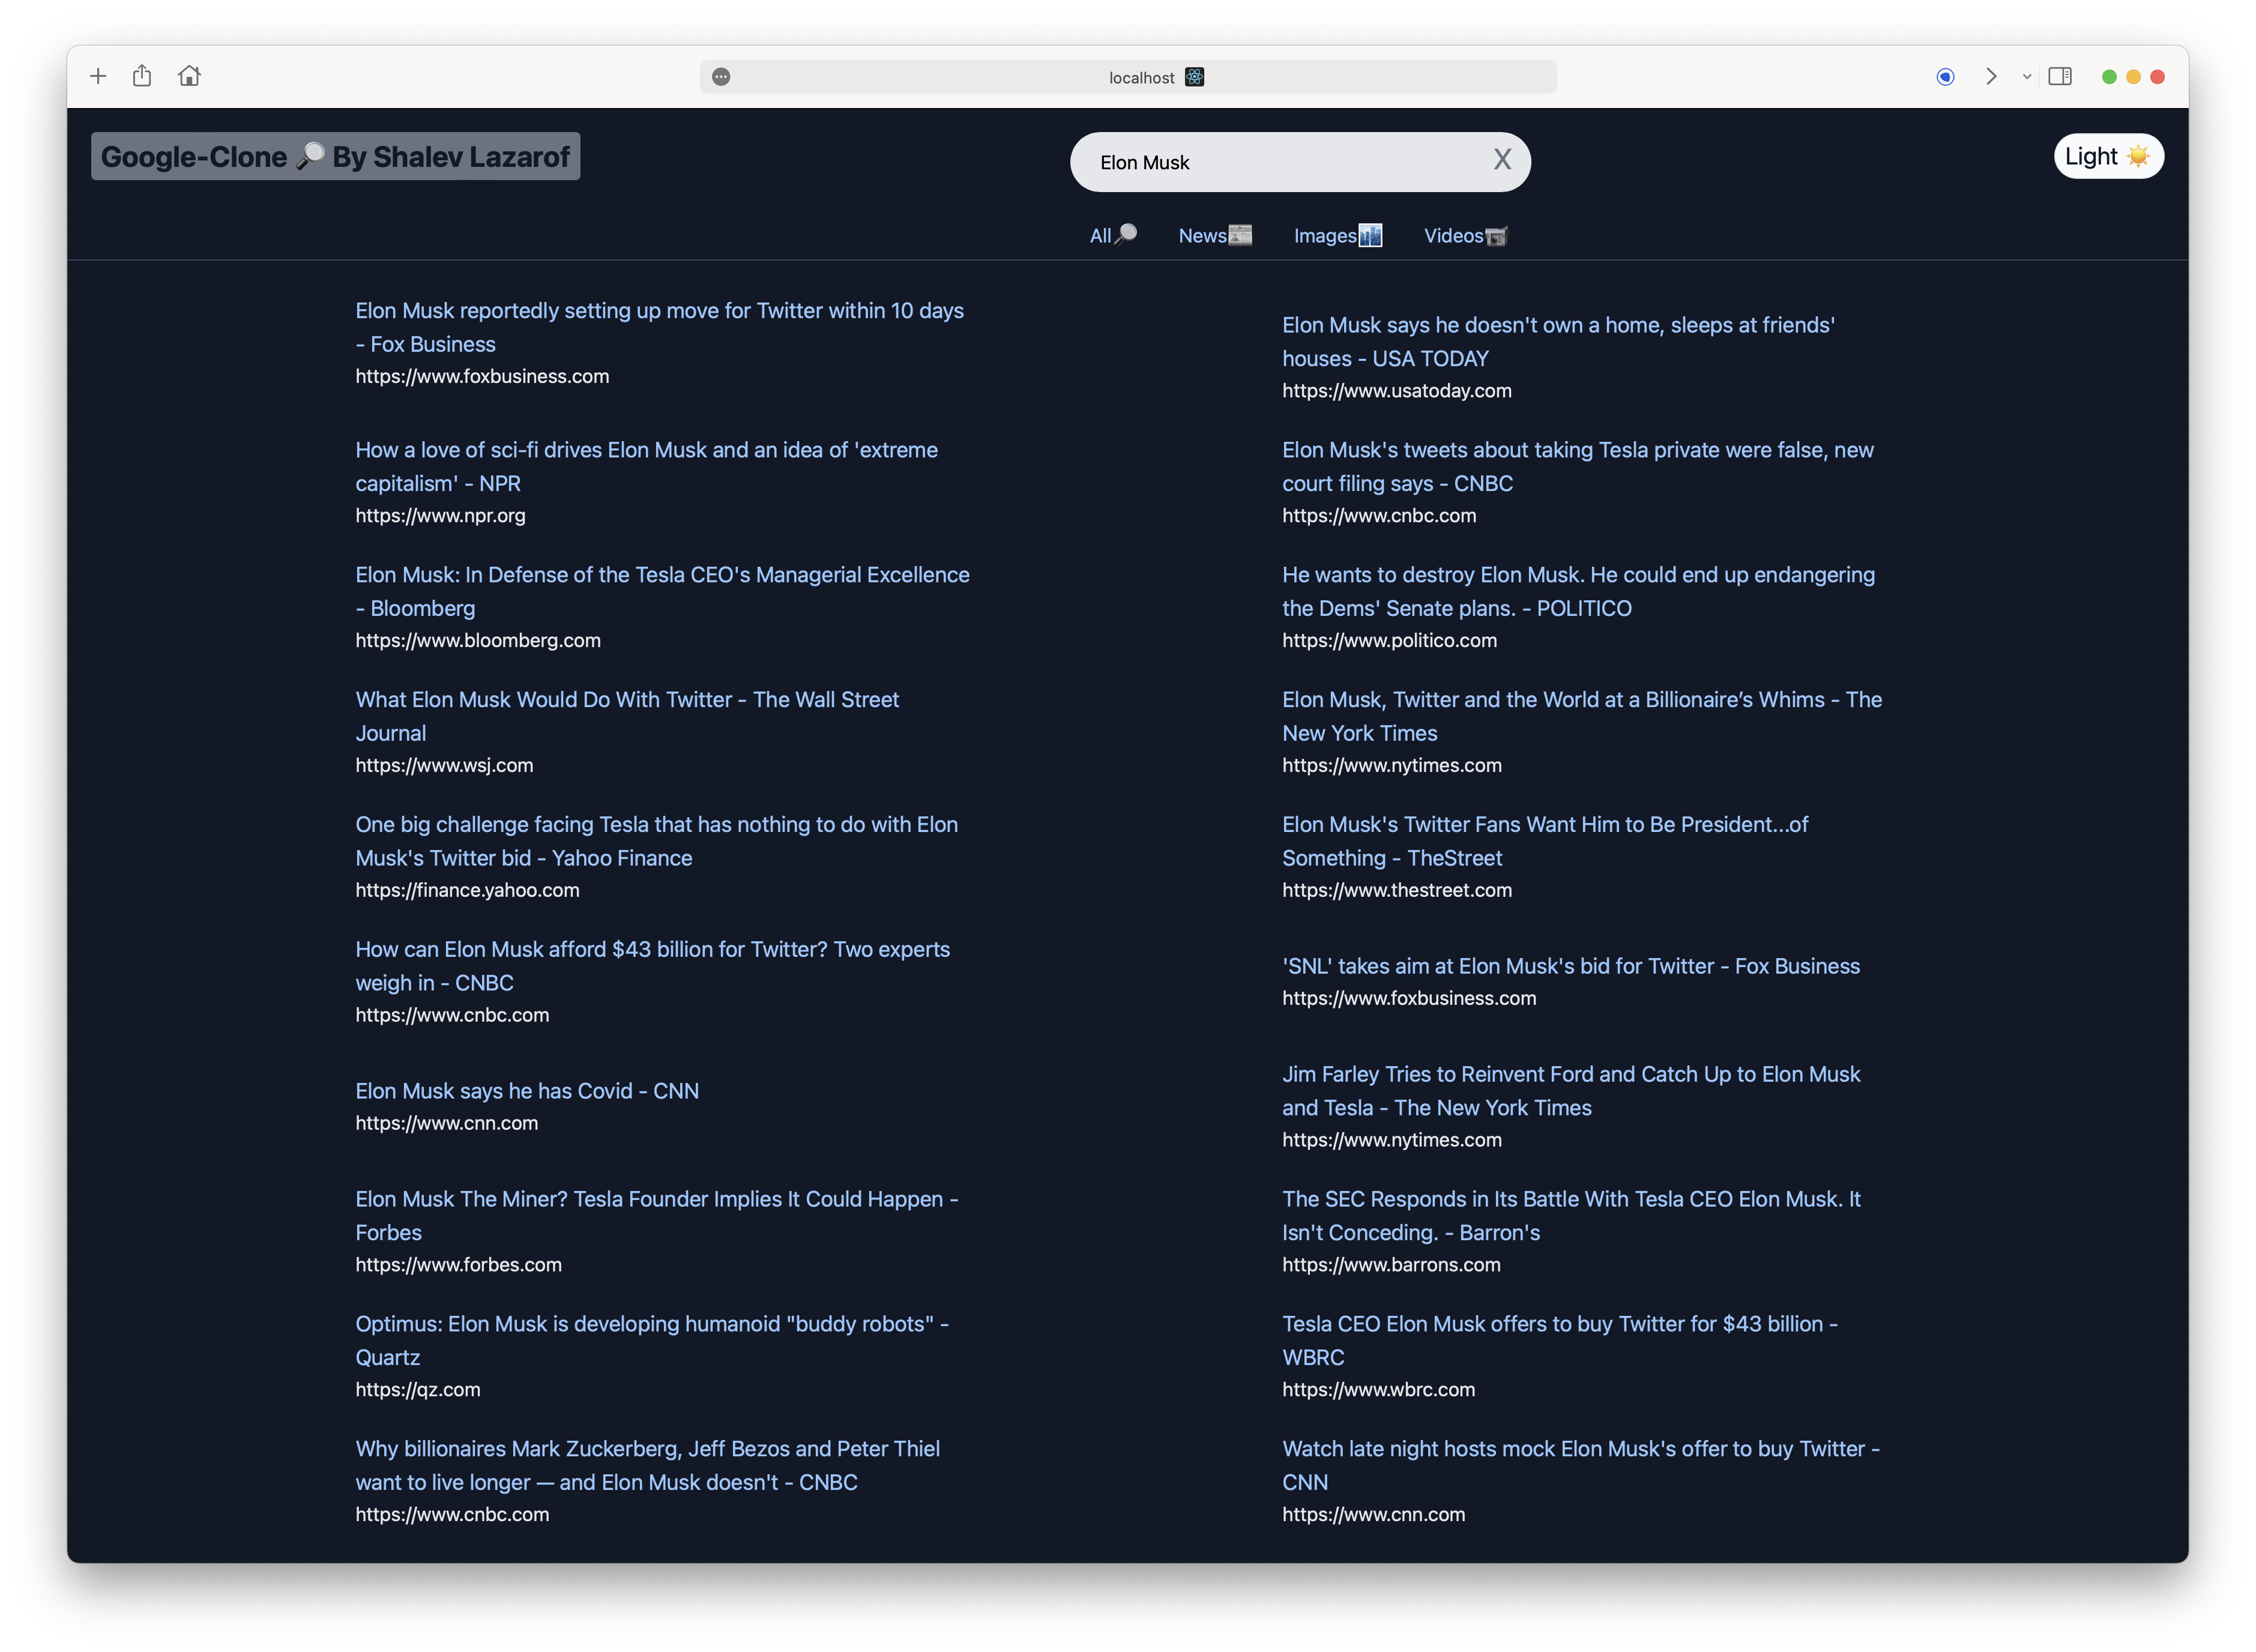 localhost
Google-Clone 🔎 By Shalev Lazarof
Elon Musk
X
Light ☀️
All🔎
News📰
Images
Videos
Elon Musk reportedly setting up move for Twitter within 10 days
- Fox Business
https://www.foxbusiness.com
Elon Musk says he doesn't own a home, sleeps at friends'
houses - USA TODAY
https://www.usatoday.com
How a love of sci-fi drives Elon Musk and an idea of 'extreme
capitalism' - NPR
https://www.npr.org
Elon Musk's tweets about taking Tesla private were false, new
court filing says - CNBC
https://www.cnbc.com
Elon Musk: In Defense of the Tesla CEO's Managerial Excellence
- Bloomberg
https://www.bloomberg.com
He wants to destroy Elon Musk. He could end up endangering
the Dems' Senate plans. - POLITICO
https://www.politico.com
What Elon Musk Would Do With Twitter - The Wall Street
Journal
https://www.wsj.com
Elon Musk, Twitter and the World at a Billionaire’s Whims - The
New York Times
https://www.nytimes.com
One big challenge facing Tesla that has nothing to do with Elon
Musk's Twitter bid - Yahoo Finance
https://finance.yahoo.com
Elon Musk's Twitter Fans Want Him to Be President...of
Something - TheStreet
https://www.thestreet.com
How can Elon Musk afford $43 billion for Twitter? Two experts
weigh in - CNBC
https://www.cnbc.com
'SNL' takes aim at Elon Musk's bid for Twitter - Fox Business
https://www.foxbusiness.com
Elon Musk says he has Covid - CNN
https://www.cnn.com
Jim Farley Tries to Reinvent Ford and Catch Up to Elon Musk
and Tesla - The New York Times
https://www.nytimes.com
Elon Musk The Miner? Tesla Founder Implies It Could Happen -
Forbes
https://www.forbes.com
The SEC Responds in Its Battle With Tesla CEO Elon Musk. It
Isn't Conceding. - Barron's
https://www.barrons.com
Optimus: Elon Musk is developing humanoid "buddy robots" -
Quartz
https://qz.com
Tesla CEO Elon Musk offers to buy Twitter for $43 billion -
WBRC
https://www.wbrc.com
Why billionaires Mark Zuckerberg, Jeff Bezos and Peter Thiel
want to live longer — and Elon Musk doesn't - CNBC
https://www.cnbc.com
Watch late night hosts mock Elon Musk's offer to buy Twitter -
CNN
https://www.cnn.com